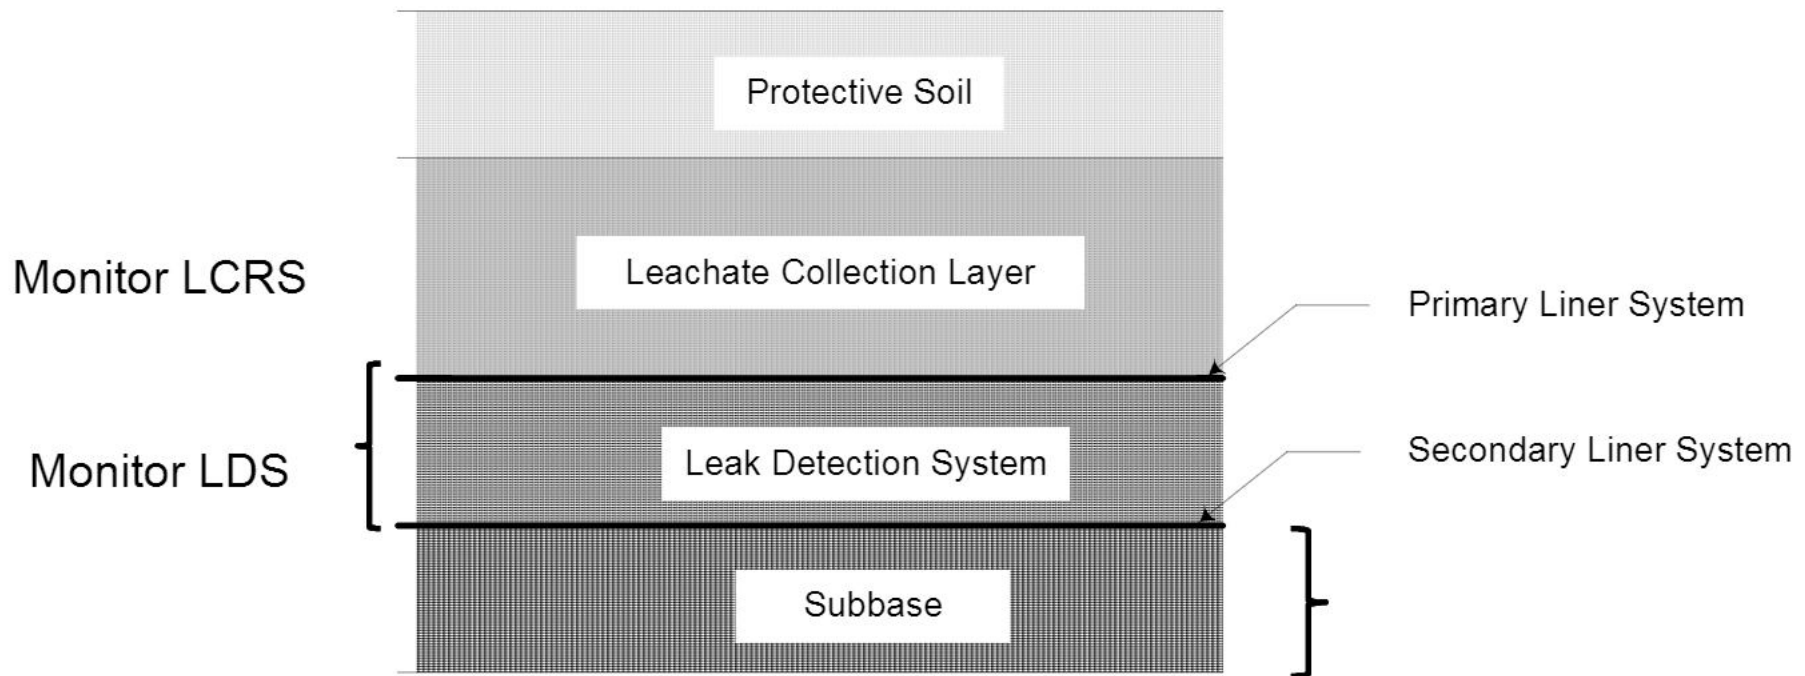 Protective Soil
Monitor LCRS
Leachate Collection Layer
Primary Liner System
Monitor LDS
Leak Detection System
Secondary Liner System
Subbase